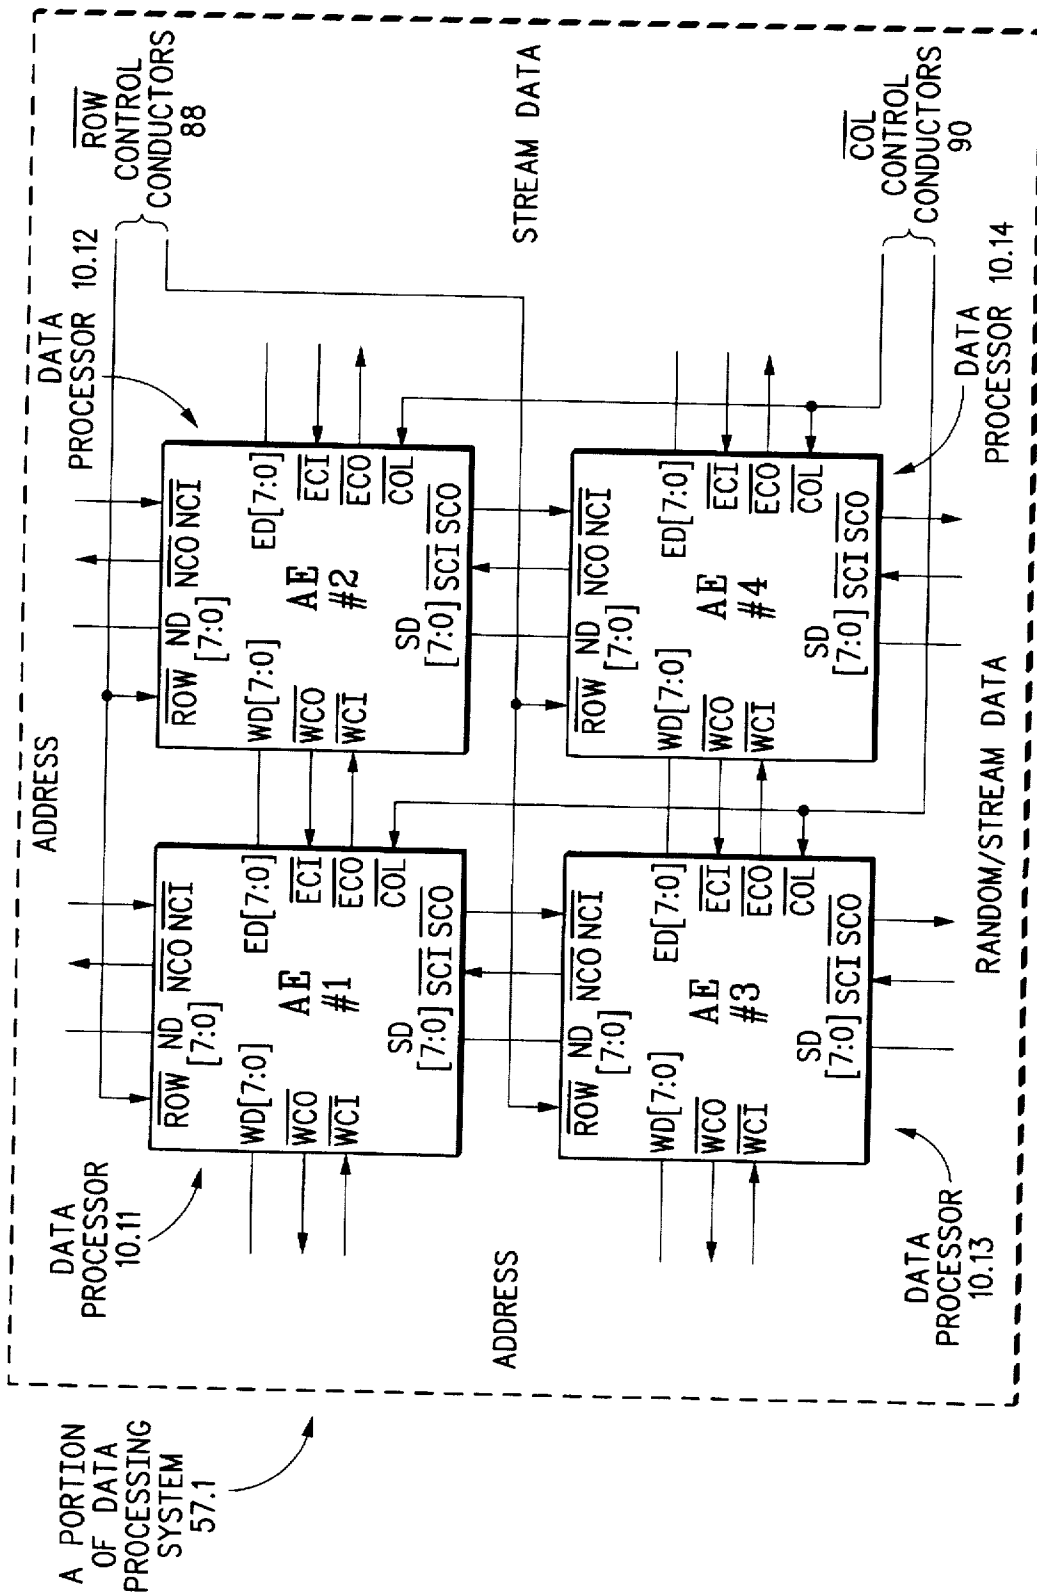 A PORTION
OF DATA
PROCESSING
SYSTEM
57.1
ADDRESS
ROW
CONTROL
CONDUCTORS
88
DATA
PROCESSOR
10.11
DATA
PROCESSOR 10.12
ROW ND NCO NCI
[7:0]
WD[7:0] ED[7:0]
WCO ECI
WCI ECO
COL
AE
#1
SD SCI SCO
[7:0]
ROW ND NCO NCI
[7:0]
WD[7:0] ED[7:0]
WCO ECI
WCI ECO
COL
AE
#2
SD SCI SCO
[7:0]
ADDRESS
STREAM DATA
ROW ND NCO NCI
[7:0]
WD[7:0] ED[7:0]
WCO ECI
WCI ECO
COL
AE
#3
SD SCI SCO
[7:0]
ROW ND NCO NCI
[7:0]
WD[7:0] ED[7:0]
WCO ECI
WCI ECO
COL
AE
#4
SD SCI SCO
[7:0]
COL
CONTROL
CONDUCTORS
90
DATA
PROCESSOR
10.13
DATA
PROCESSOR 10.14
RANDOM/STREAM DATA